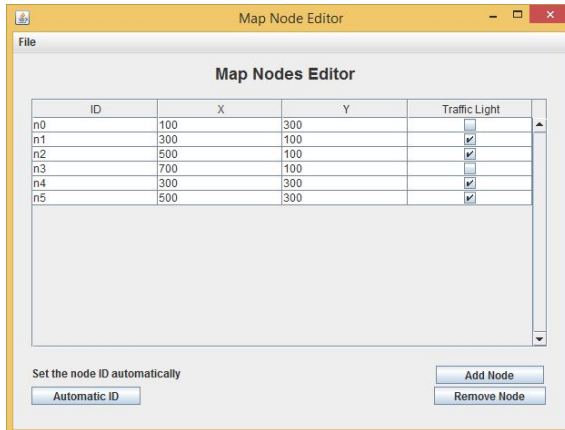 Map Node Editor
File
Map Nodes Editor
ID X Y Traffic Light
n0 100 300
n1 300 100
n2 500 100
n3 700 100
n4 300 300
n5 500 300
Set the node ID automatically
Add Node
Automatic ID Remove Node